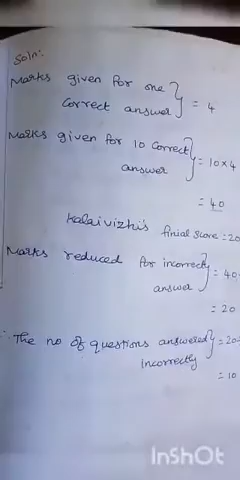 Soln:
Marks given for one
correct answer } = 4
Marks given for 10 correct
answer } = 10×4
= 40
Kalaivizhi's finial score = 20
Marks reduced for incorrect
answer } = 40-
= 20
∴ The no of questions answered
incorrectly } = 20
= 10
InShOt